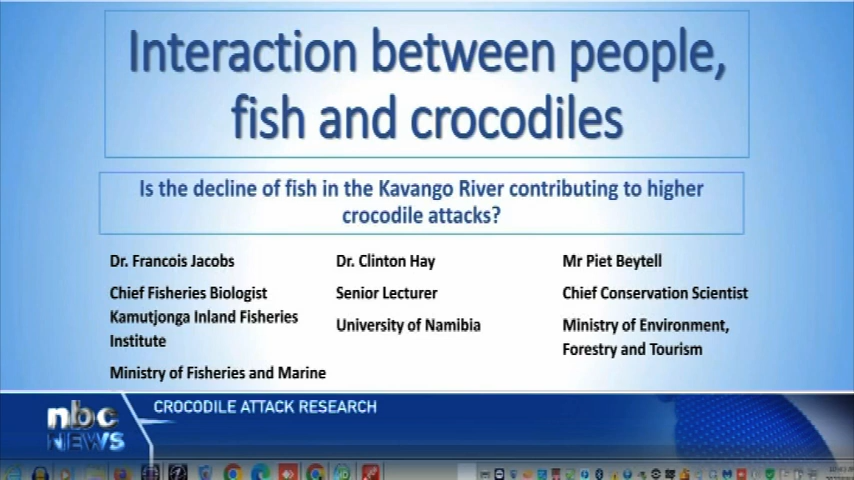 Interaction between people,
fish and crocodiles
Is the decline of fish in the Kavango River contributing to higher
crocodile attacks?
Dr. Francois Jacobs
Chief Fisheries Biologist
Kamutjonga Inland Fisheries
Institute
Ministry of Fisheries and Marine
Dr. Clinton Hay
Senior Lecturer
University of Namibia
Mr Piet Beytell
Chief Conservation Scientist
Ministry of Environment,
Forestry and Tourism
nbc
NEWS
CROCODILE ATTACK RESEARCH